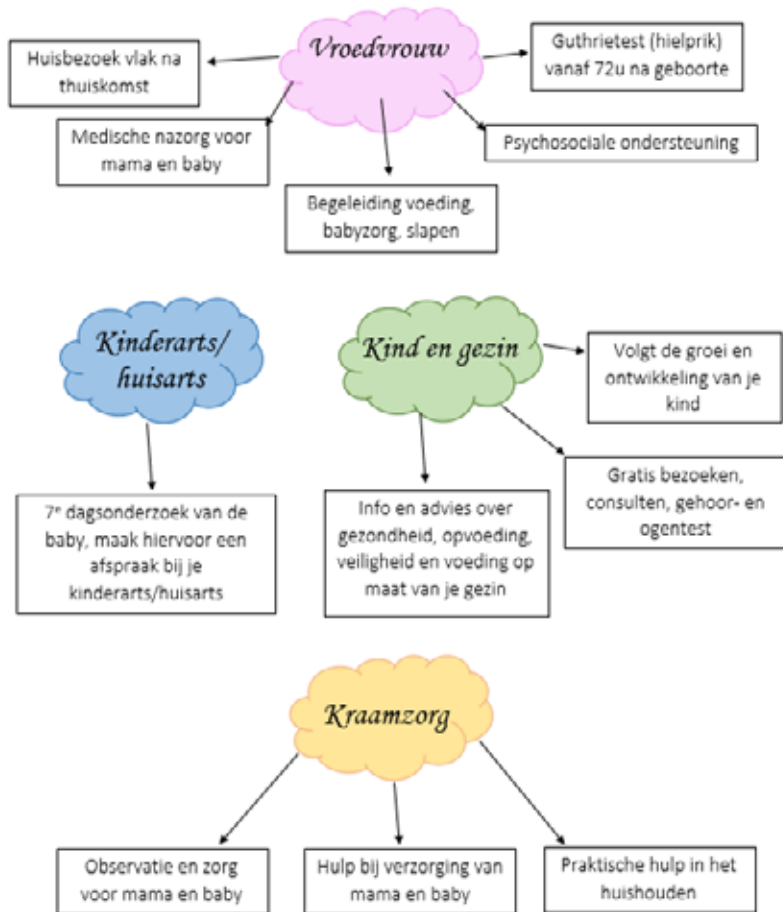 Vroedvrouw
Huisbezoek vlak na
thuiskomst
Guthrietest (hielprik)
vanaf 72u na geboorte
Medische nazorg voor
mama en baby
Psychosociale ondersteuning
Begeleiding voeding,
babyzorg, slapen
Kinderarts/
huisarts
Kind en gezin
Volgt de groei en
ontwikkeling van je
kind
7e dagsonderzoek van de
baby, maak hiervoor een
afspraak bij je
kinderarts/huisarts
Info en advies over
gezondheid, opvoeding,
veiligheid en voeding op
maat van je gezin
Gratis bezoeken,
consulten, gehoor- en
ogentest
Kraamzorg
Observatie en zorg
voor mama en baby
Hulp bij verzorging van
mama en baby
Praktische hulp in het
huishouden